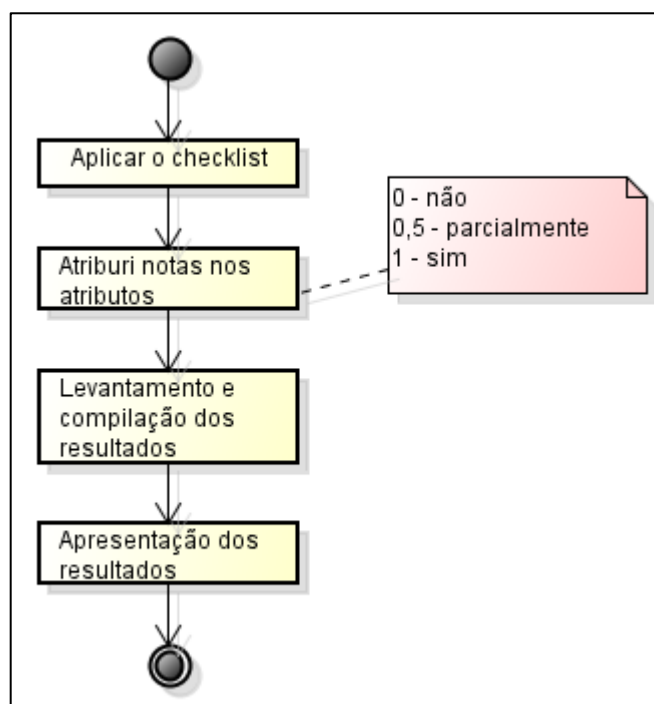 Aplicar o checklist
Atriburi notas nos
atributos
0 - não
0,5 - parcialmente
1 - sim
Levantamento e
compilação dos
resultados
Apresentação dos
resultados